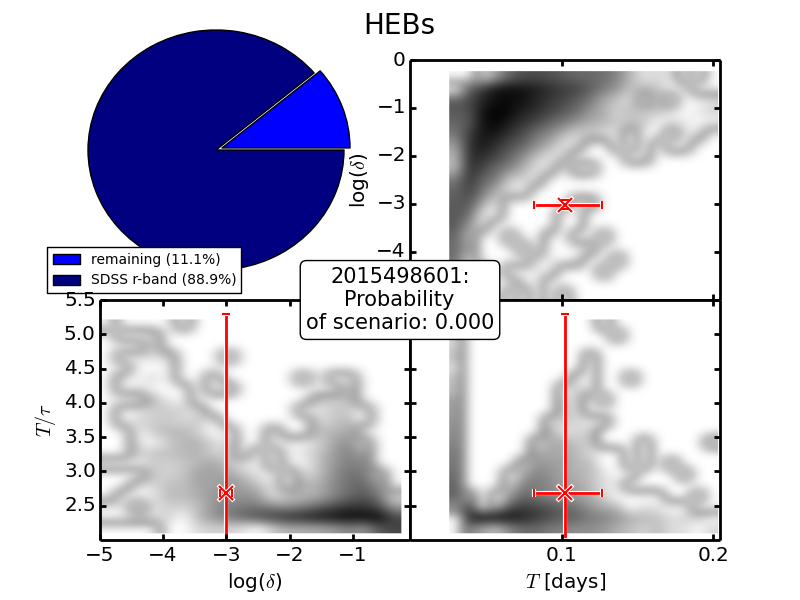 HEBs
remaining (11.1%)
SDSS r-band (88.9%)
log(δ)
0
−1
−2
−3
−4
2015498601:
Probability
of scenario: 0.000
T/τ
5.5
5.0
4.5
4.0
3.5
3.0
2.5
−5 −4 −3 −2 −1
log(δ)
0.1 0.2
T [days]